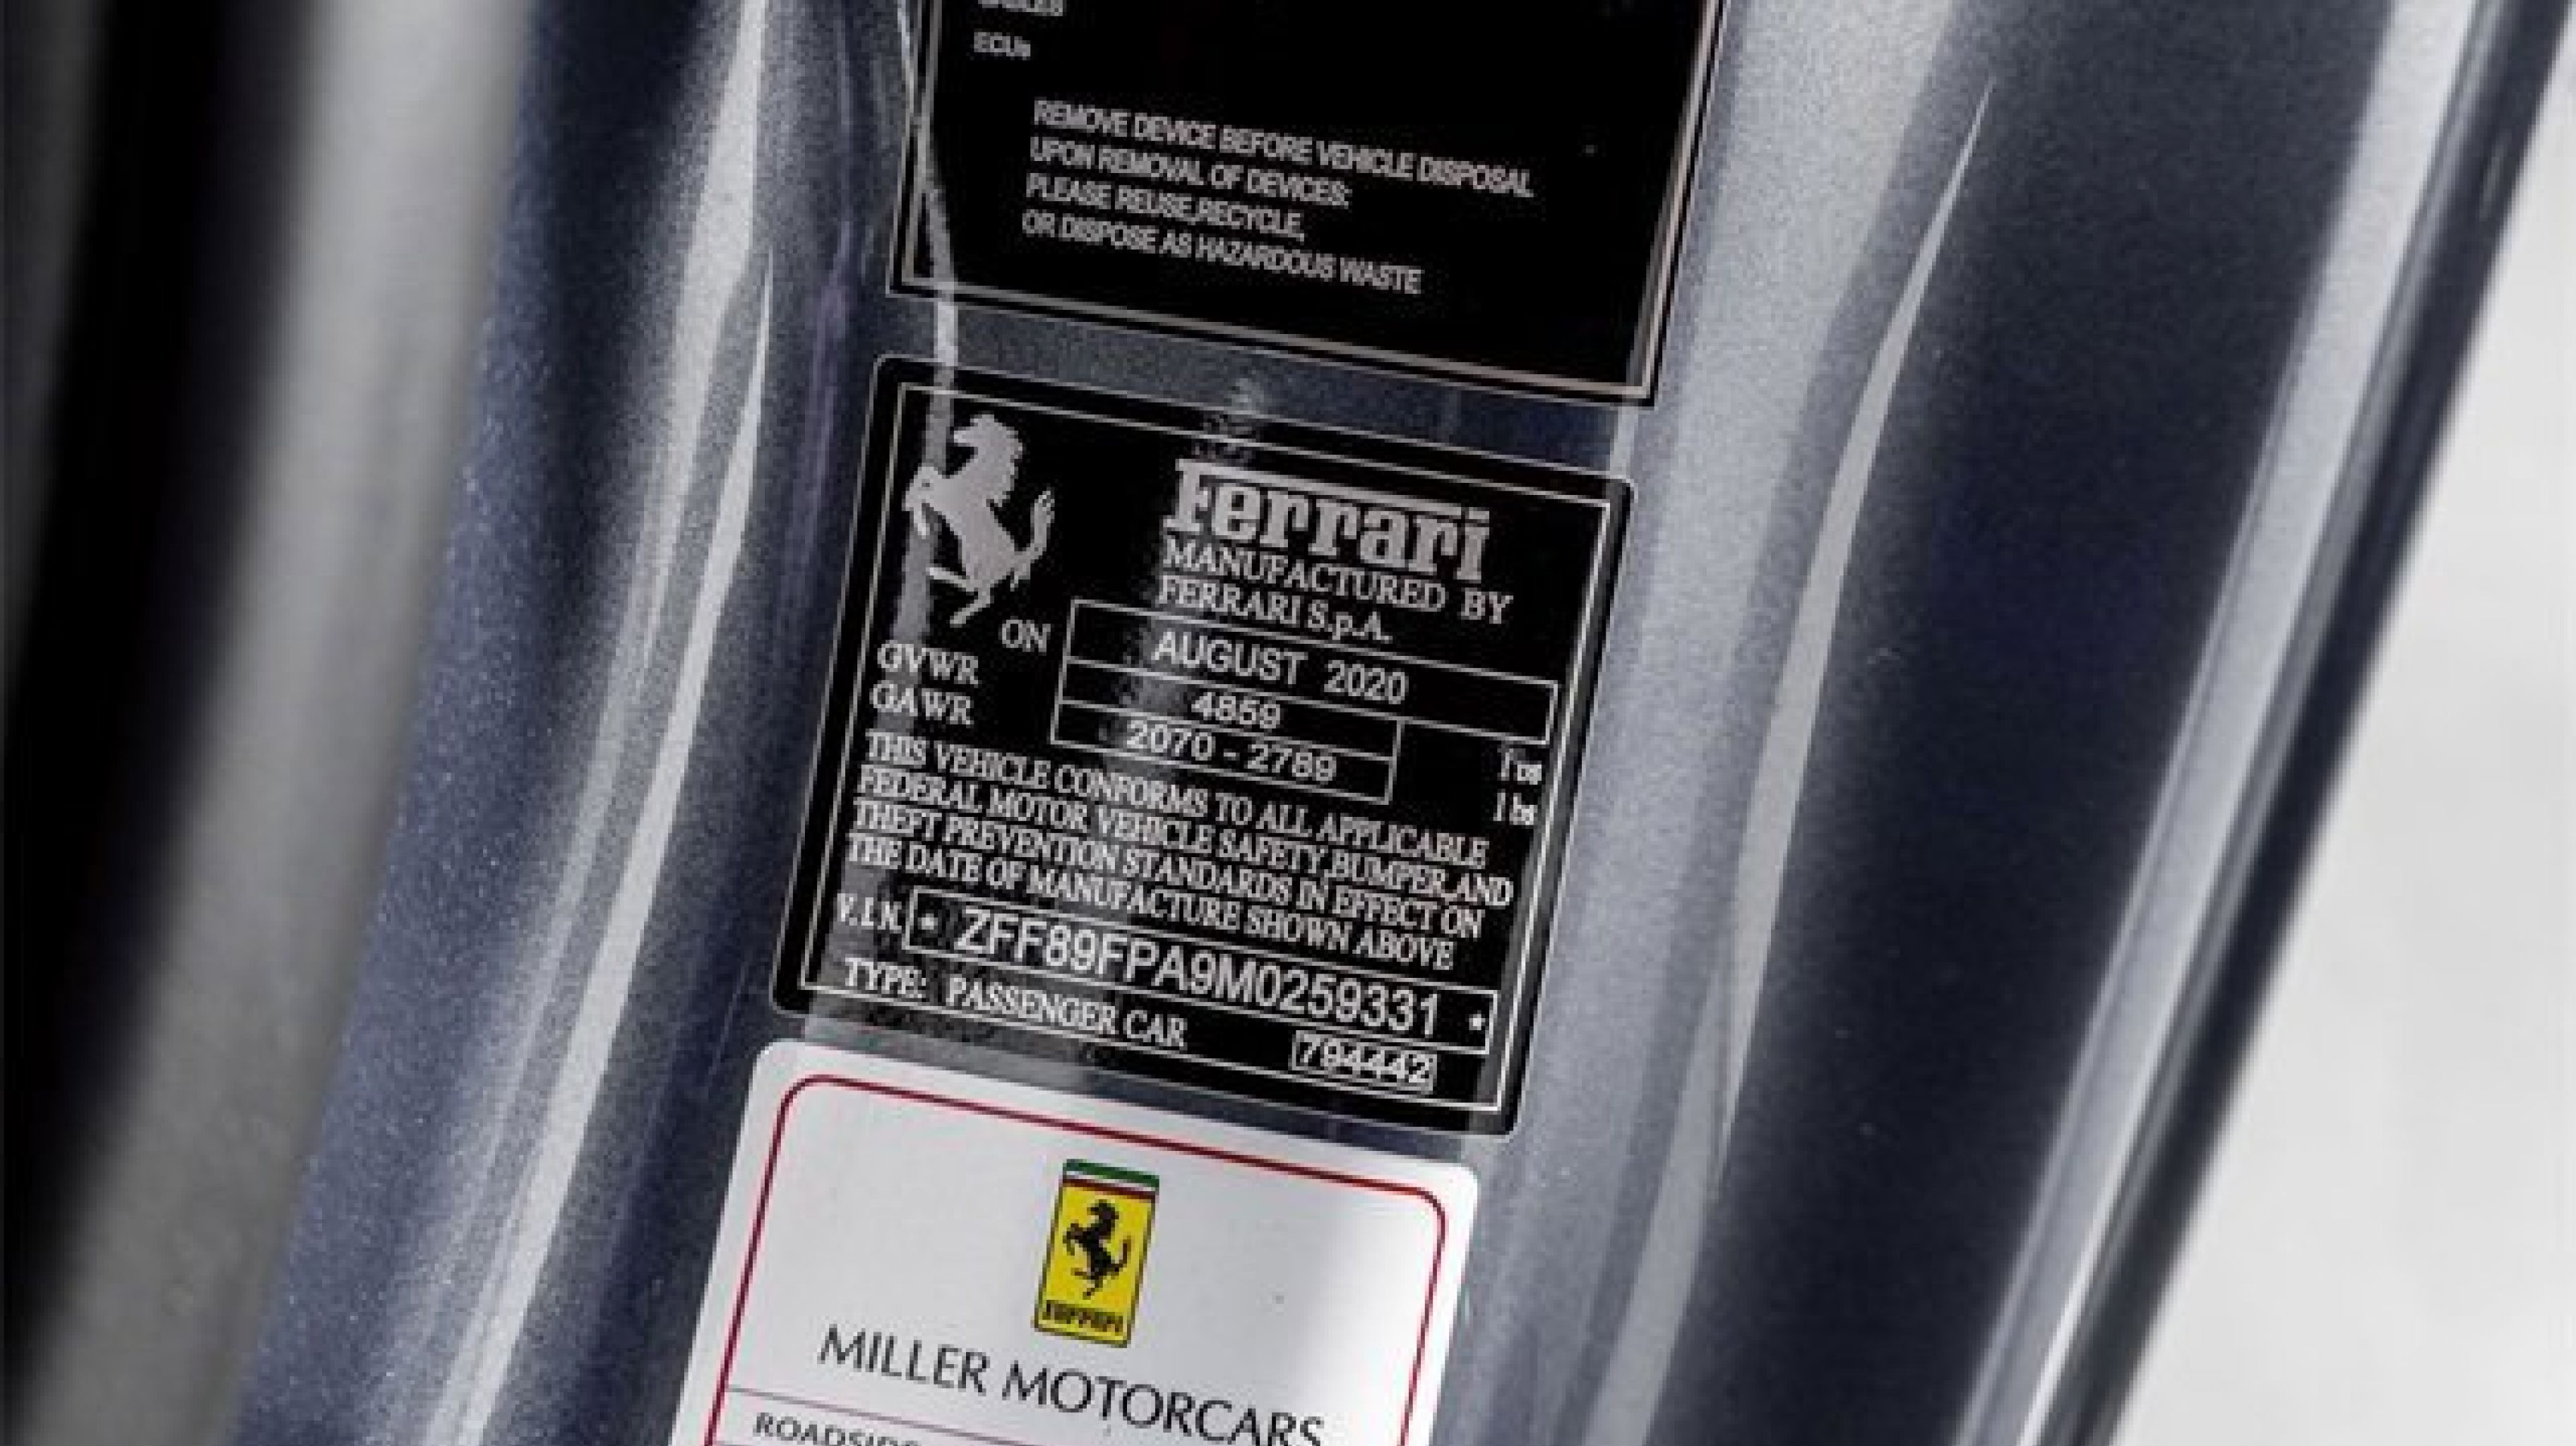 ECUs
REMOVE DEVICE BEFORE VEHICLE DISPOSAL
UPON REMOVAL OF DEVICES:
PLEASE REUSE,RECYCLE,
OR DISPOSE AS HAZARDOUS WASTE
Ferrari
MANUFACTURED BY
FERRARI S.p.A.
ON AUGUST 2020
GVWR 4859
GAWR 2070 - 2789 lbs
THIS VEHICLE CONFORMS TO ALL APPLICABLE
FEDERAL MOTOR VEHICLE SAFETY,BUMPER,AND
THEFT PREVENTION STANDARDS IN EFFECT ON
THE DATE OF MANUFACTURE SHOWN ABOVE
V.I.N. * ZFF89FPA9M0259331 *
TYPE: PASSENGER CAR 794442
Ferrari
MILLER MOTORCARS